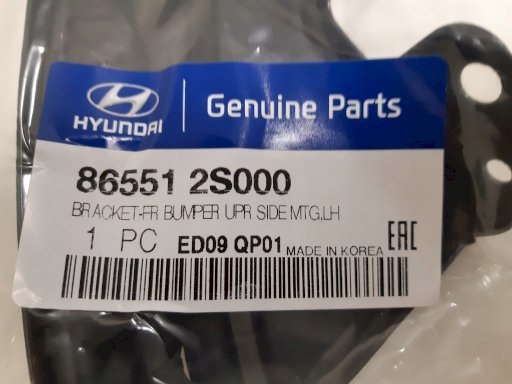 HYUNDAI
Genuine Parts
86551 2S000
BRACKET-FR BUMPER UPR SIDE MTG,LH
1 PC ED09 QP01 MADE IN KOREA EAC